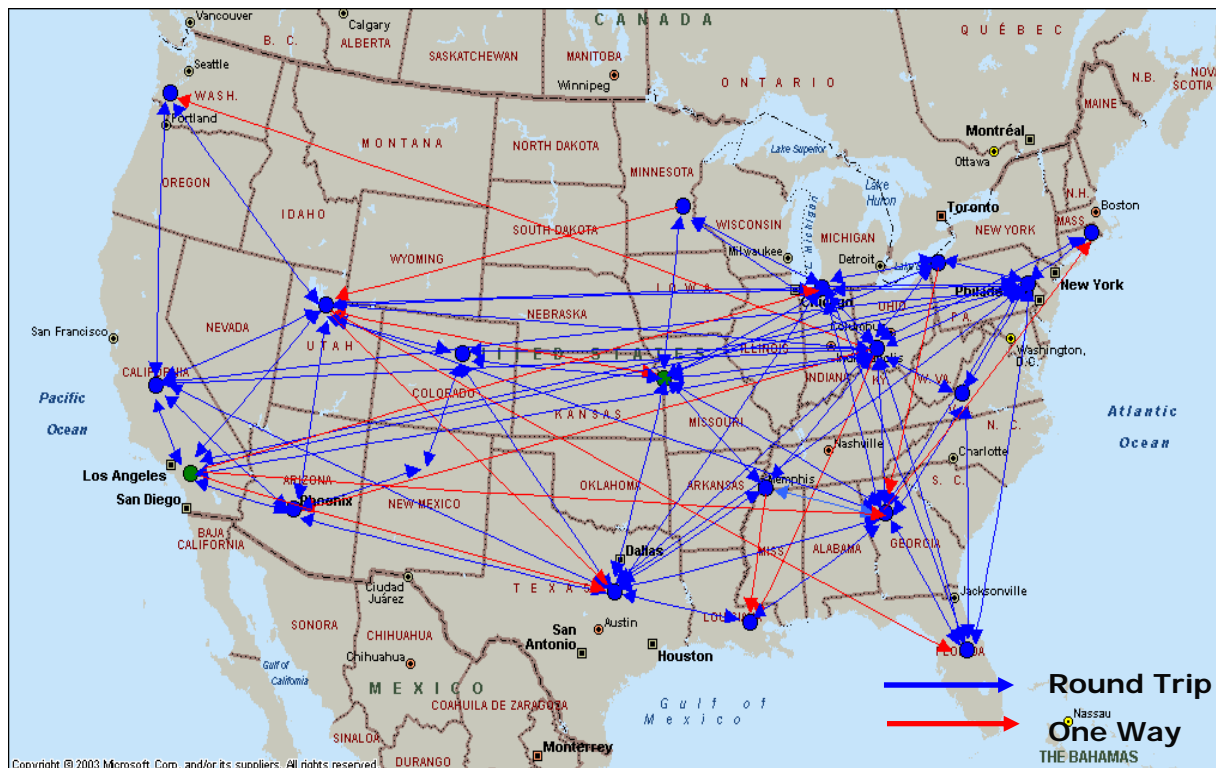 CANADA
Vancouver
Calgary
B. C.
ALBERTA
SASKATCHEWAN
MANITOBA
Winnipeg
ONTARIO
QUÉBEC
N.B.
NOVA
SCOTIA
MAINE
Seattle
WASH.
Portland
MONTANA
NORTH DAKOTA
MINNESOTA
Lake Superior
Montréal
Ottawa
OREGON
IDAHO
SOUTH DAKOTA
WISCONSIN
Lake
Huron
Toronto
N.H.
Boston
MASS
NEW YORK
WYOMING
Milwaukee
MICHIGAN
Detroit
IOWA
New York
NEBRASKA
OHIO
PA.
San Francisco
NEVADA
UTAH
UNITED STATES
ILLINOIS
INDIANA
KY
W. VA
Washington,
D.C.
CALIFORNIA
COLORADO
KANSAS
MISSOURI
Pacific
Ocean
Atlantic
Ocean
Nashville
N. C.
Charlotte
Los Angeles
ARIZONA
Phoenix
NEW MEXICO
OKLAHOMA
ARKANSAS
Memphis
S. C.
San Diego
BAJA
CALIFORNIA
MISS
ALABAMA
GEORGIA
Dallas
Ciudad
Juárez
TEXAS
LOUISIANA
Jacksonville
SONORA
CHIHUAHUA
Austin
San
Antonio
Houston
FLORIDA
Gulf of
California
Chihuahua
MEXICO
COAHUILA DE ZARAGOZA
Gulf of
Mexico
Round Trip
Nassau
One Way
SINALOA
DURANGO
Monterrey
THE BAHAMAS
Copyright © 2003 Microsoft Corp. and/or its suppliers. All rights reserved.